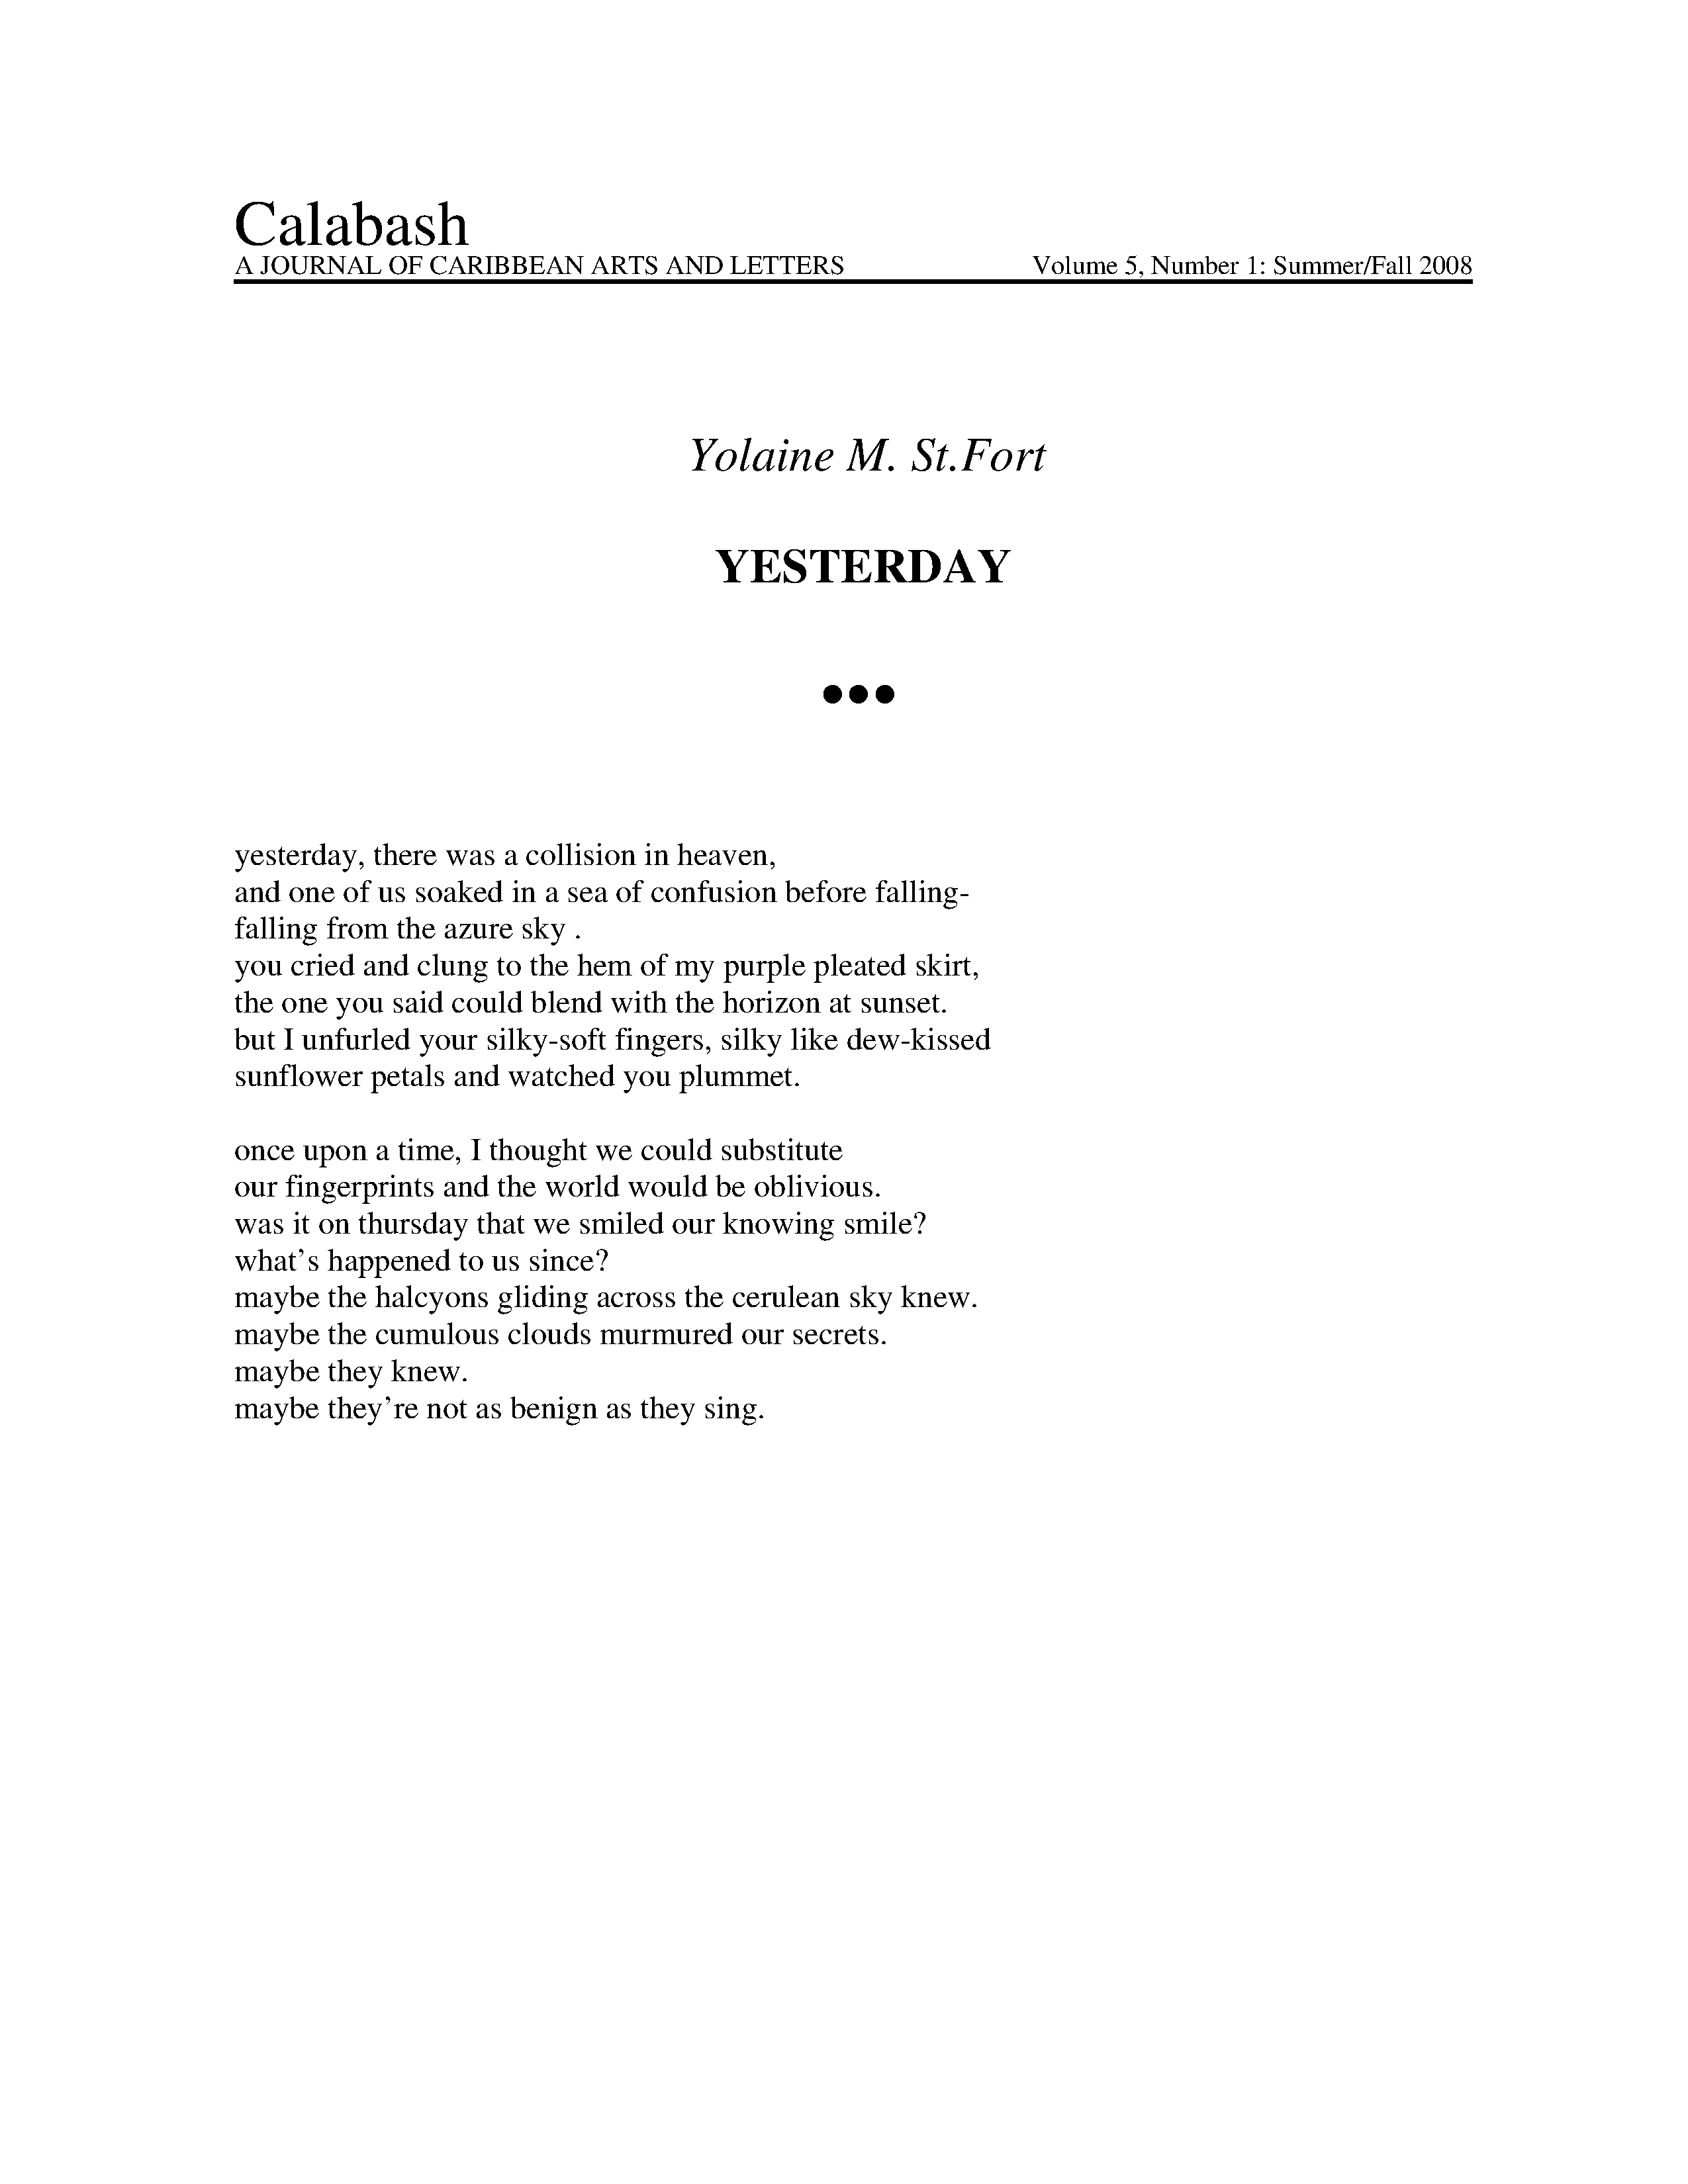 Calabash
A JOURNAL OF CARIBBEAN ARTS AND LETTERS Volume 5, Number 1: Summer/Fall 2008
Yolaine M. St.Fort
YESTERDAY
●●●
yesterday, there was a collision in heaven,
and one of us soaked in a sea of confusion before falling-
falling from the azure sky .
you cried and clung to the hem of my purple pleated skirt,
the one you said could blend with the horizon at sunset.
but I unfurled your silky-soft fingers, silky like dew-kissed
sunflower petals and watched you plummet.
once upon a time, I thought we could substitute
our fingerprints and the world would be oblivious.
was it on thursday that we smiled our knowing smile?
what’s happened to us since?
maybe the halcyons gliding across the cerulean sky knew.
maybe the cumulous clouds murmured our secrets.
maybe they knew.
maybe they’re not as benign as they sing.